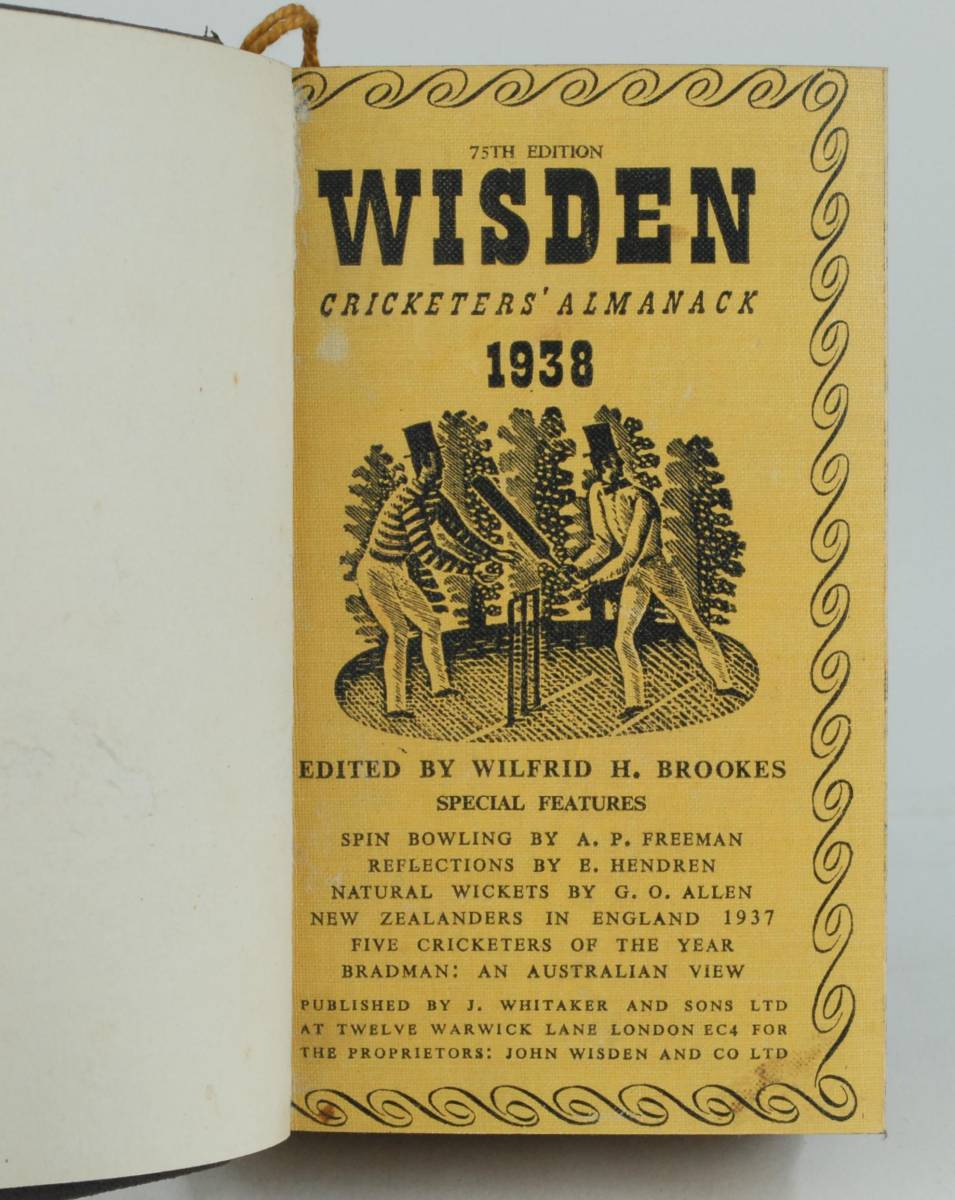 75TH EDITION
WISDEN
CRICKETERS' ALMANACK
1938
EDITED BY WILFRID H. BROOKES
SPECIAL FEATURES
SPIN BOWLING BY A. P. FREEMAN
REFLECTIONS BY E. HENDREN
NATURAL WICKETS BY G. O. ALLEN
NEW ZEALANDERS IN ENGLAND 1937
FIVE CRICKETERS OF THE YEAR
BRADMAN: AN AUSTRALIAN VIEW
PUBLISHED BY J. WHITAKER AND SONS LTD
AT TWELVE WARWICK LANE LONDON EC4 FOR
THE PROPRIETORS: JOHN WISDEN AND CO LTD